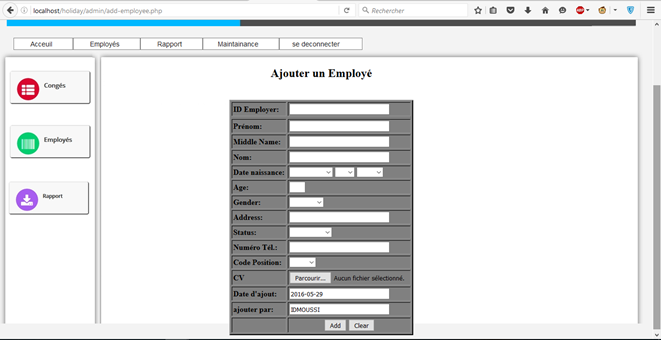 localhost/holiday/admin/add-employee.php
Rechercher
Acceuil Employés Rapport Maintainance se deconnecter
Congés
Employés
Rapport
Ajouter un Employé
ID Employer:
Prénom:
Middle Name:
Nom:
Date naissance:
Age:
Gender:
Address:
Status:
Numéro Tél.:
Code Position:
CV Parcourir... Aucun fichier sélectionné.
Date d'ajout: 2016-05-29
ajouter par: IDMOUSSI
Add Clear